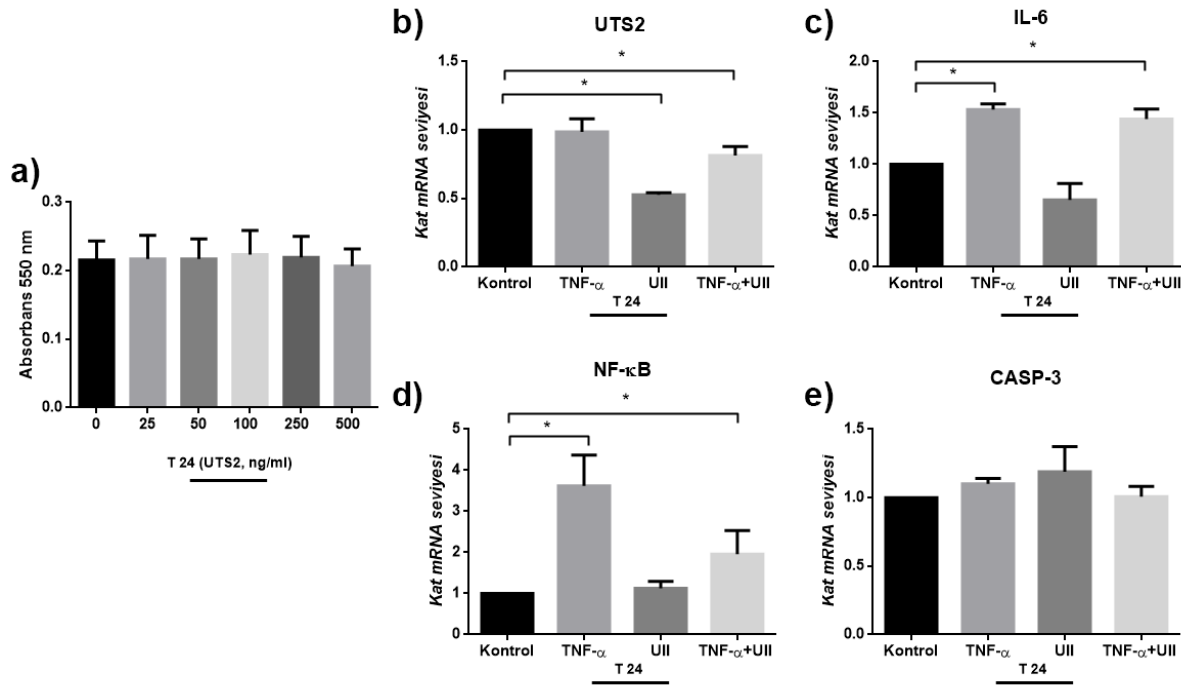 a)
0.3
0.2
0.1
0.0
Absorbans 550 nm
0 25 50 100 250 500
T 24 (UTS2, ng/ml)
b)
UTS2
*
*
1.5
1.0
0.5
0.0
Kat mRNA seviyesi
Kontrol TNF-α UII TNF-α+UII
T 24
c)
IL-6
*
*
2.0
1.5
1.0
0.5
0.0
Kat mRNA seviyesi
Kontrol TNF-α UII TNF-α+UII
T 24
d)
NF-κB
*
*
5
4
3
2
1
0
Kat mRNA seviyesi
Kontrol TNF-α UII TNF-α+UII
T 24
e)
CASP-3
1.5
1.0
0.5
0.0
Kat mRNA seviyesi
Kontrol TNF-α UII TNF-α+UII
T 24